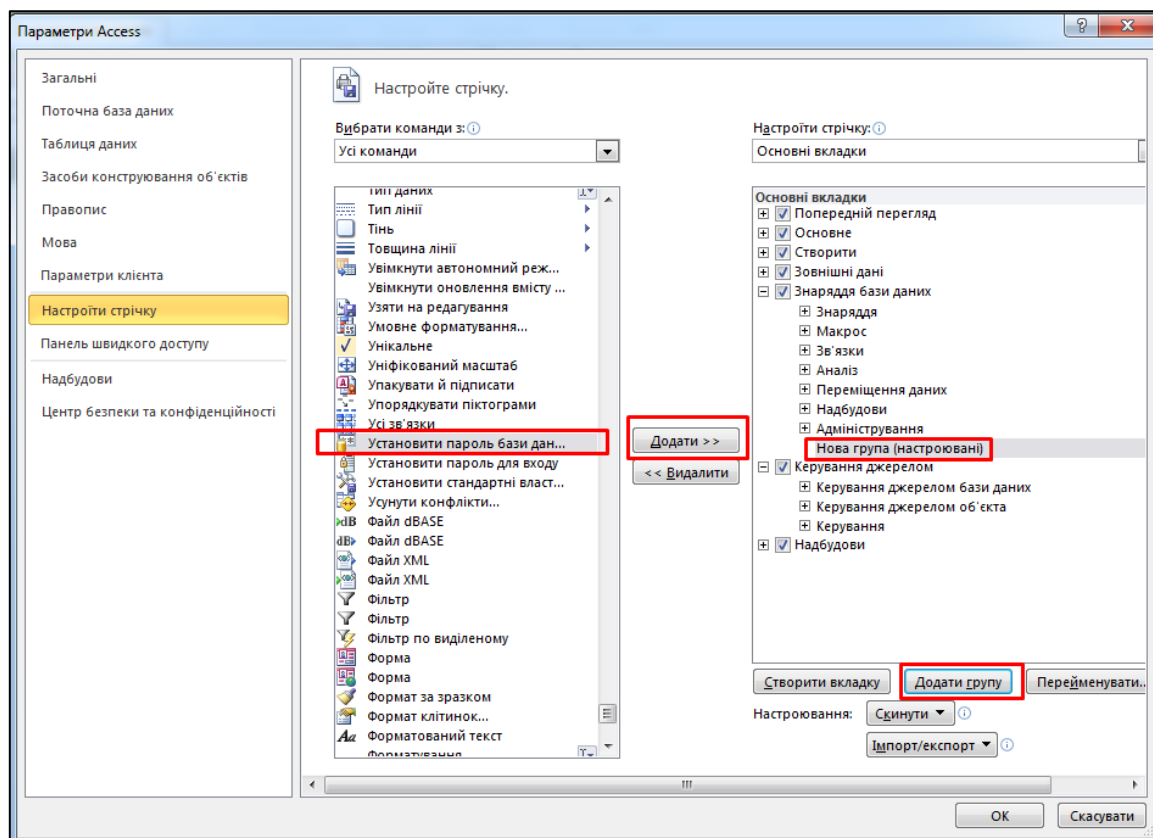 Параметри Access
Загальні
Поточна база даних
Таблиця даних
Засоби конструювання об'єктів
Правопис
Мова
Параметри клієнта
Настроїти стрічку
Панель швидкого доступу
Надбудови
Центр безпеки та конфіденційності
Настройте стрічку.
Вибрати команди з:
Усі команди
Тип даних
Тип лінії
Тінь
Товщина лінії
Увімкнути автономний реж...
Увімкнути оновлення вмісту ...
Узяти на редагування
Умовне форматування...
Унікальне
Уніфікований масштаб
Упакувати й підписати
Упорядкувати піктограми
Усі зв'язки
Установити пароль бази дан...
Установити пароль для входу
Установити стандартні власт...
Усунути конфлікти...
Файл dBASE
Файл dBASE
Файл XML
Файл XML
Фільтр
Фільтр
Фільтр по виділеному
Форма
Форма
Формат за зразком
Формат клітинок...
Форматований текст
Форматування
Додати >>
<< Видалити
Настроїти стрічку:
Основні вкладки
Основні вкладки
Попередній перегляд
Основне
Створити
Зовнішні дані
Знаряддя бази даних
Знаряддя
Макрос
Зв'язки
Аналіз
Переміщення даних
Надбудови
Адміністрування
Нова група (настроювані)
Керування джерелом
Керування джерелом бази даних
Керування джерелом об'єкта
Керування
Надбудови
Створити вкладку
Додати групу
Перейменувати..
Настроювання:
Скинути
Імпорт/експорт
ОК
Скасувати